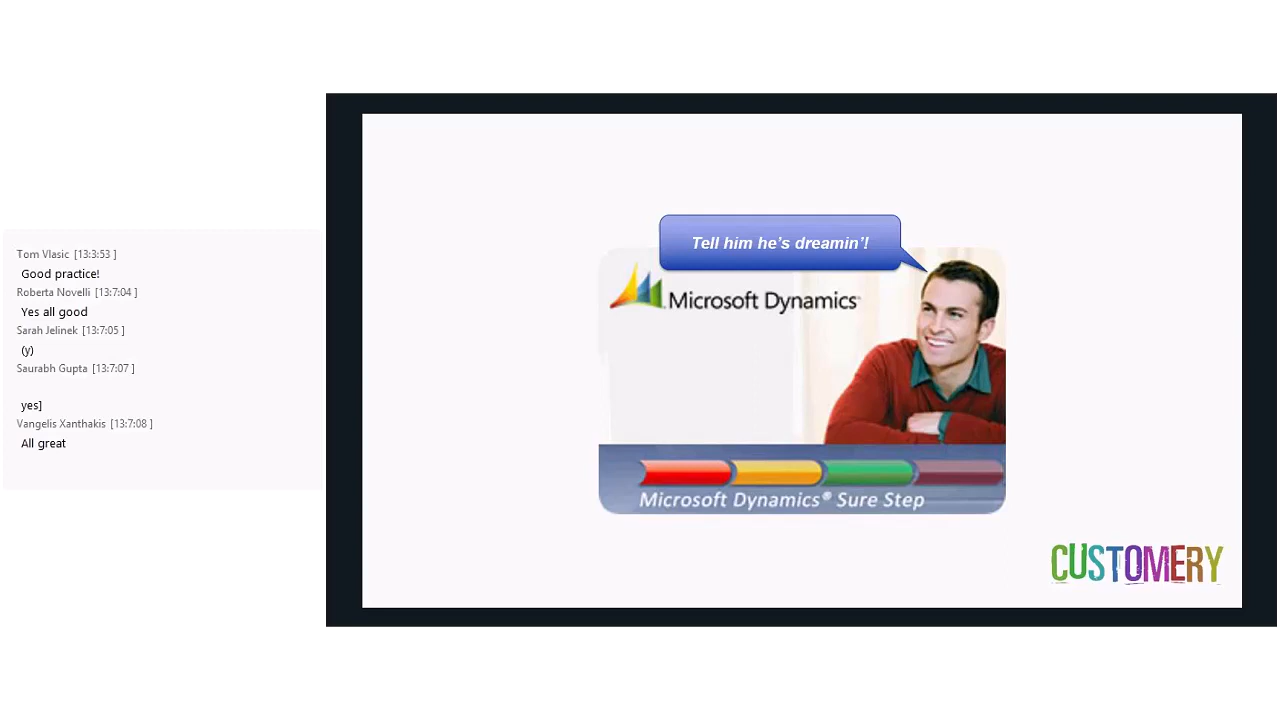 Tom Vlasic [13:3:53 ]
Good practice!
Roberta Novelli [13:7:04 ]
Yes all good
Sarah Jelinek [13:7:05 ]
(y)
Saurabh Gupta [13:7:07 ]
yes]
Vangelis Xanthakis [13:7:08 ]
All great
Tell him he's dreamin'!
Microsoft Dynamics
Microsoft Dynamics® Sure Step
CUSTOMERY